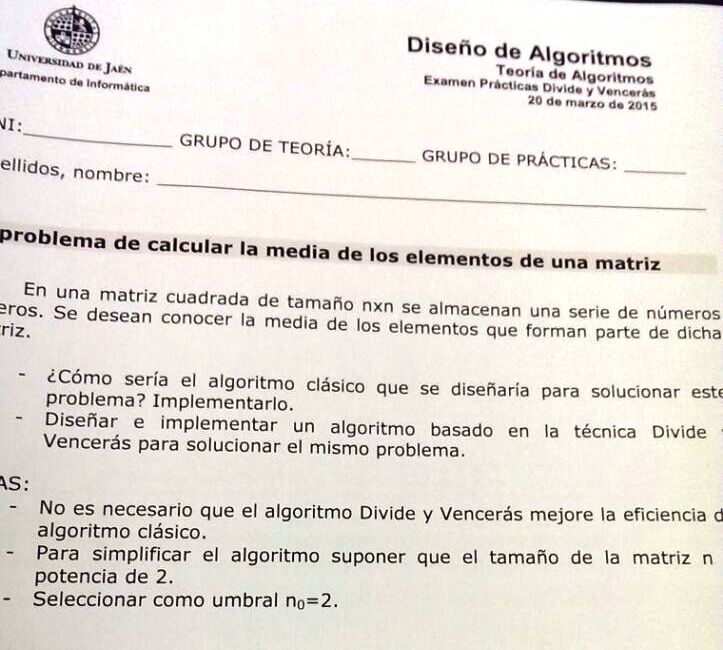 UNIVERSIDAD DE JAÉN
partamento de Informática
Diseño de Algoritmos
Teoría de Algoritmos
Examen Prácticas Divide y Vencerás
20 de marzo de 2015
NI: GRUPO DE TEORÍA: GRUPO DE PRÁCTICAS:
ellidos, nombre:
problema de calcular la media de los elementos de una matriz
En una matriz cuadrada de tamaño nxn se almacenan una serie de números
eros. Se desean conocer la media de los elementos que forman parte de dicha
riz.
- ¿Cómo sería el algoritmo clásico que se diseñaría para solucionar este
problema? Implementarlo.
- Diseñar e implementar un algoritmo basado en la técnica Divide
Vencerás para solucionar el mismo problema.
AS:
- No es necesario que el algoritmo Divide y Vencerás mejore la eficiencia d
algoritmo clásico.
- Para simplificar el algoritmo suponer que el tamaño de la matriz n
potencia de 2.
- Seleccionar como umbral n₀=2.